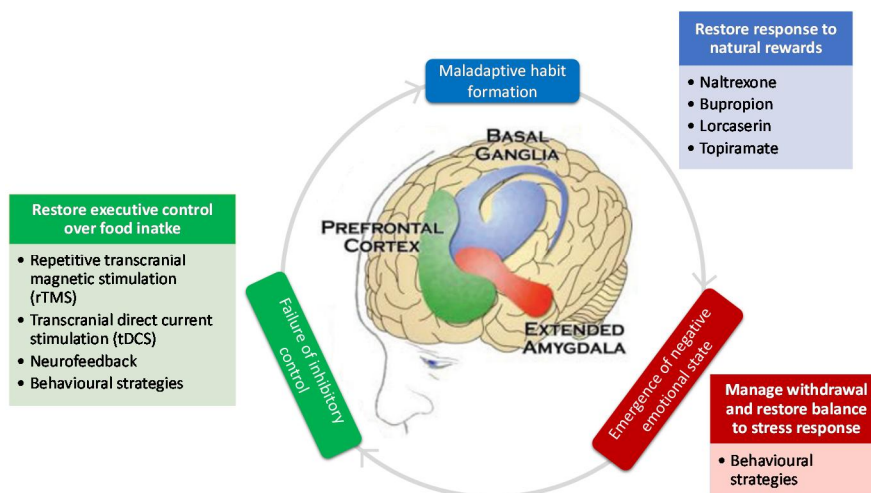 Restore response to
natural rewards
• Naltrexone
• Bupropion
• Lorcaserin
• Topiramate
Maladaptive habit
formation
BASAL
GANGLIA
PREFRONTAL
CORTEX
EXTENDED
AMYGDALA
Restore executive control
over food inatke
• Repetitive transcranial
magnetic stimulation
(rTMS)
• Transcranial direct current
stimulation (tDCS)
• Neurofeedback
• Behavioural strategies
Failure of inhibitory
control
Emergence of negative
emotional state
Manage withdrawal
and restore balance
to stress response
• Behavioural
strategies